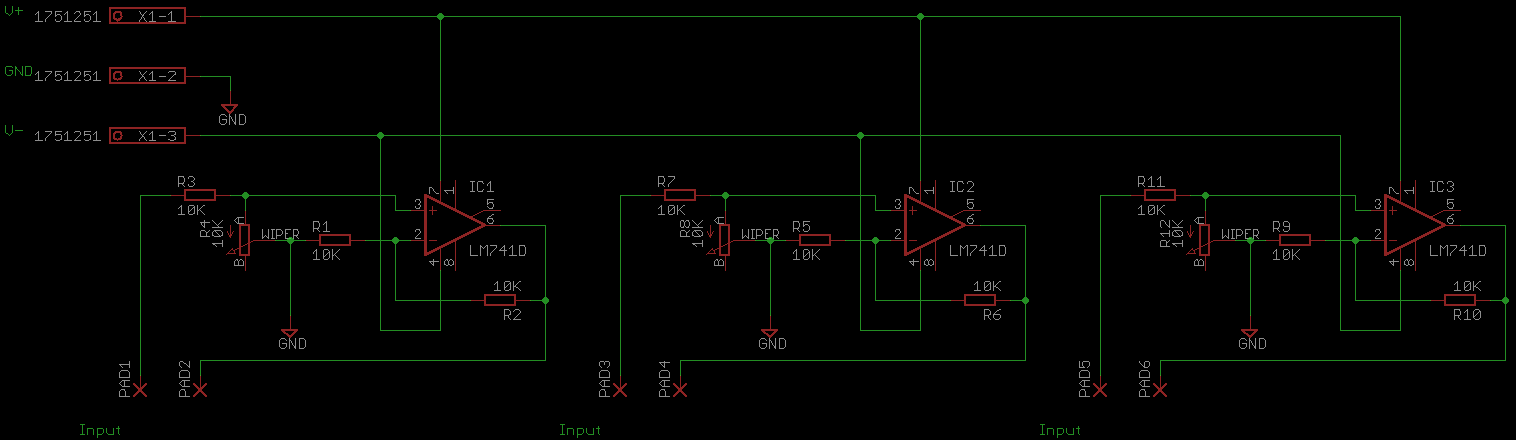 V+ 1751251 X1-1
GND 1751251 X1-2
GND
V- 1751251 X1-3
R3
10K
R4
10K
A
B
WIPER
R1
10K
GND
3
2
7
1
4
8
5
6
+
-
IC1
LM741D
10K
R2
PAD1
PAD2
Input
R7
10K
R8
10K
A
B
WIPER
R5
10K
GND
3
2
7
1
4
8
5
6
+
-
IC2
LM741D
10K
R6
PAD3
PAD4
Input
R11
10K
R12
10K
A
B
WIPER
R9
10K
GND
3
2
7
1
4
8
5
6
+
-
IC3
LM741D
10K
R10
PAD5
PAD6
Input